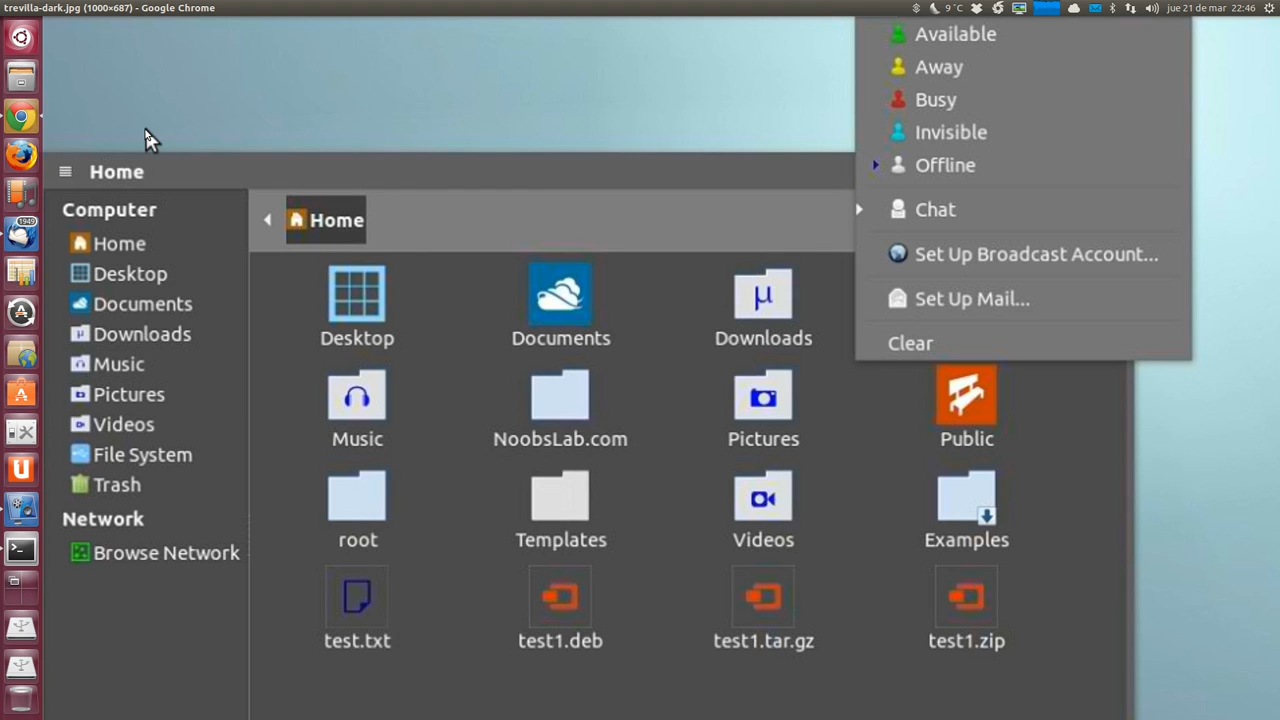 trevilla-dark.jpg (1000×687) - Google Chrome
9 °C
jue 21 de mar 22:46
Available
Away
Busy
Invisible
Offline
Chat
Set Up Broadcast Account...
Set Up Mail...
Clear
Home
Computer
Home
Desktop
Documents
Downloads
Music
Pictures
Videos
File System
Trash
Network
Browse Network
Home
Desktop
Documents
µ
Downloads
Music
NoobsLab.com
Pictures
Public
root
Templates
Videos
Examples
test.txt
test1.deb
test1.tar.gz
test1.zip
1949